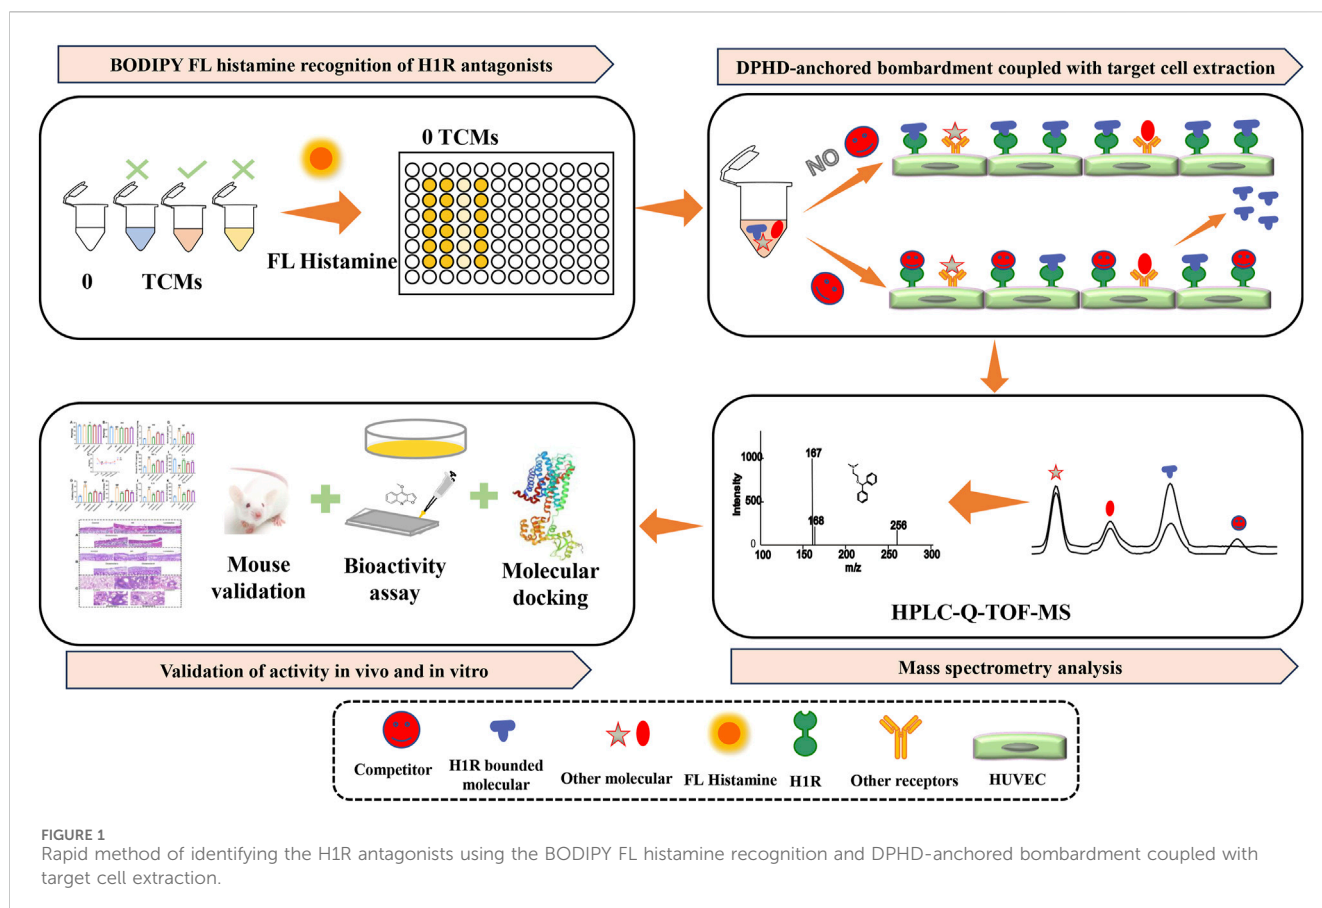 BODIPY FL histamine recognition of H1R antagonists
DPHD-anchored bombardment coupled with target cell extraction
0 TCMs
FL Histamine
0
TCMs
NO
Mouse
validation
Bioactivity
assay
Molecular
docking
Intensity
1000
500
0
167
168
256
100
150
200
250
300
m/z
HPLC-Q-TOF-MS
Validation of activity in vivo and in vitro
Mass spectrometry analysis
Competitor
H1R bounded
molecular
Other molecular
FL Histamine
H1R
Other receptors
HUVEC
FIGURE 1
Rapid method of identifying the H1R antagonists using the BODIPY FL histamine recognition and DPHD-anchored bombardment coupled with
target cell extraction.